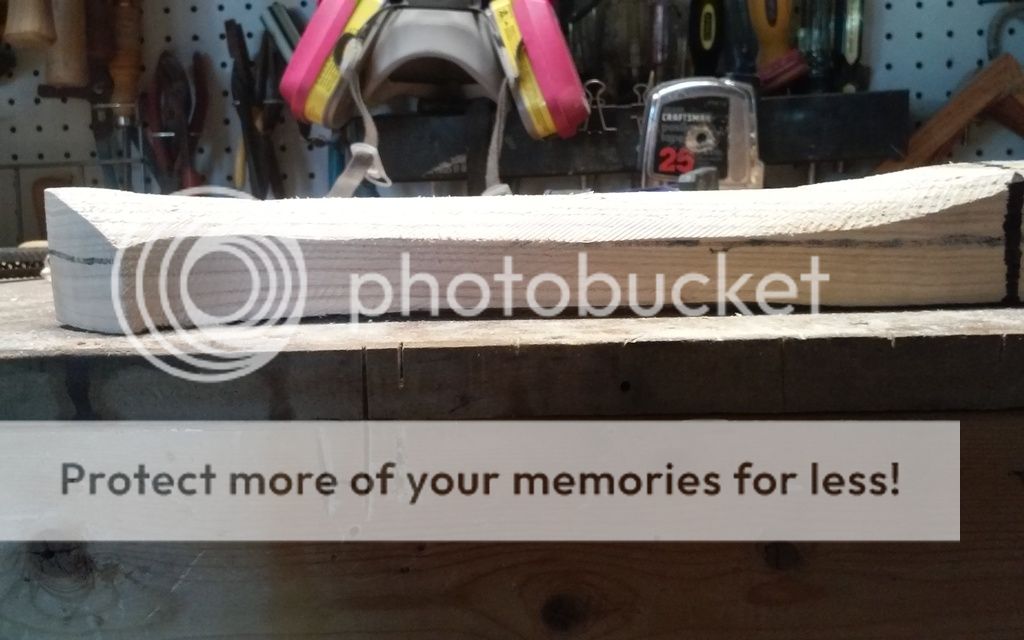 CRAFTSMAN
25
photobucket
Protect more of your memories for less!